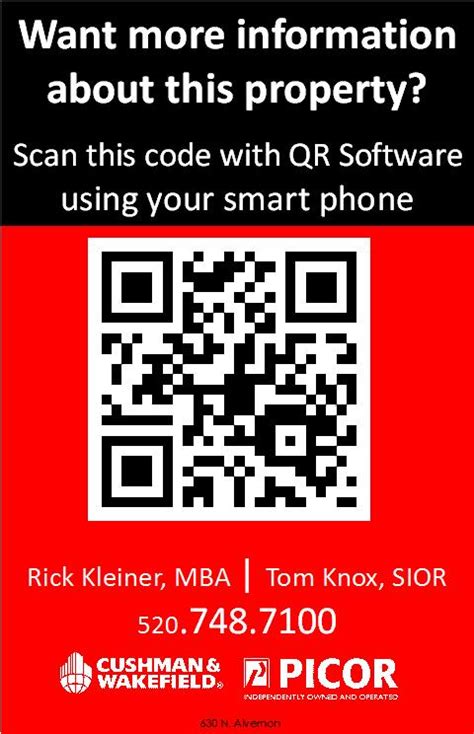 Want more information
about this property?
Scan this code with QR Software
using your smart phone
Rick Kleiner, MBA | Tom Knox, SIOR
520.748.7100
CUSHMAN &
WAKEFIELD®
PICOR
INDEPENDENTLY OWNED AND OPERATED
630 N. Alvernon